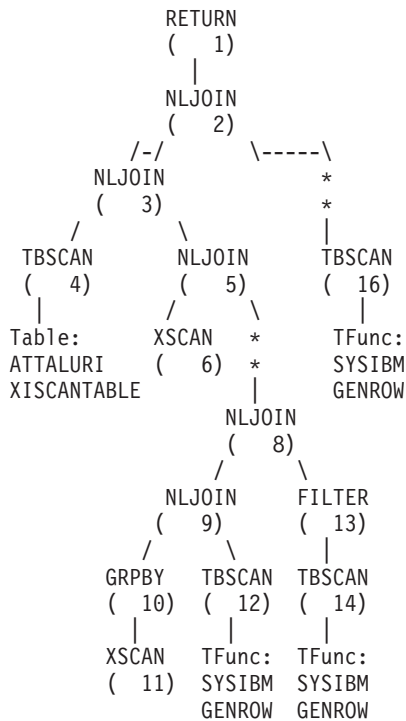 RETURN
(   1)
|
NLJOIN
(   2)
/-/          \-----\
NLJOIN                *
(   3)                *
/       \               |
TBSCAN     NLJOIN         TBSCAN
(   4)     (   5)         (  16)
|         /      \         |
Table:     XSCAN   *      TFunc:
ATTALURI   (   6)  *      SYSIBM
XISCANTABLE        |      GENROW
NLJOIN
(   8)
/       \
NLJOIN      FILTER
(   9)      (  13)
/      \        |
GRPBY   TBSCAN  TBSCAN
(  10)  (  12)  (  14)
|       |       |
XSCAN   TFunc:  TFunc:
(  11)  SYSIBM  SYSIBM
GENROW  GENROW